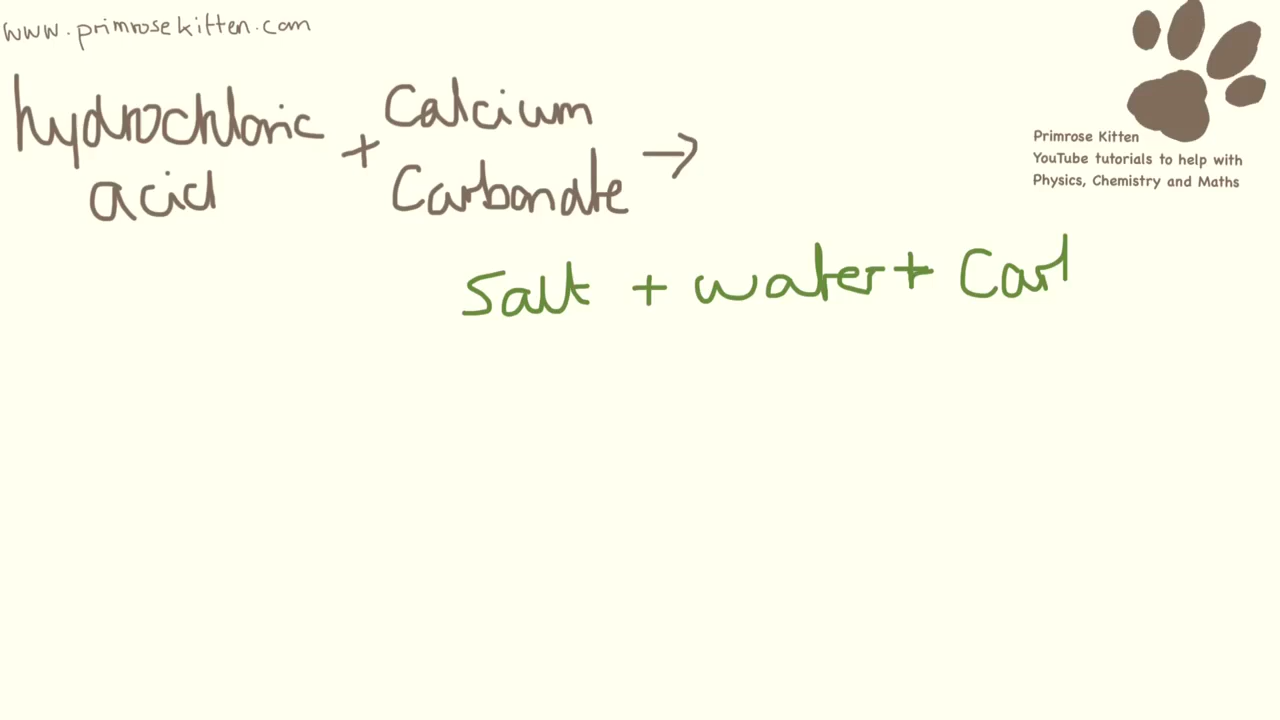 www.primrosekitten.com
hydrochloric acid + Calcium Carbonate →
salt + water + Carl
Primrose Kitten
YouTube tutorials to help with
Physics, Chemistry and Maths